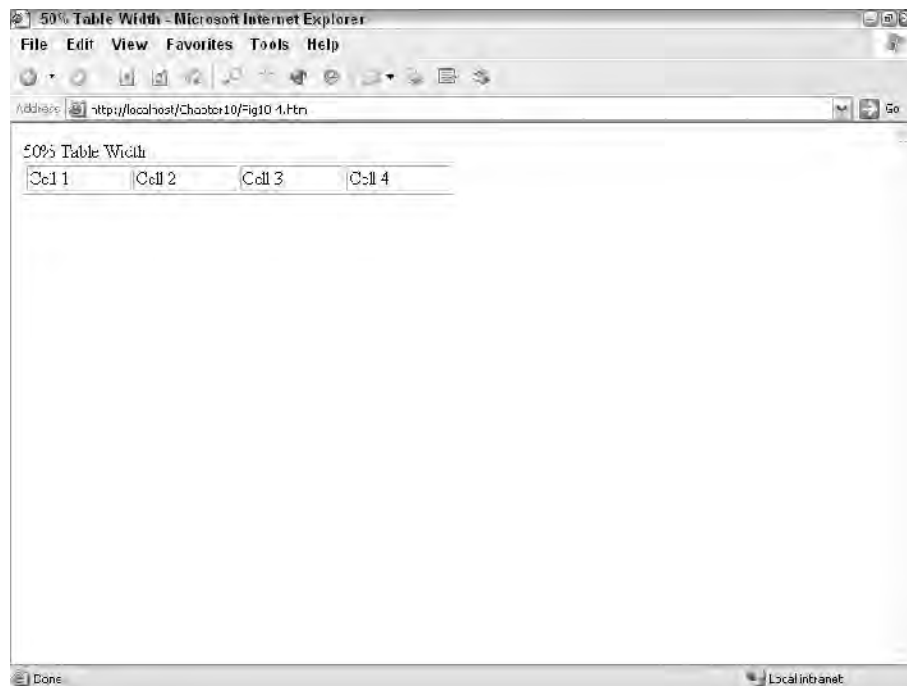 50% Table Width - Microsoft Internet Explorer
File Edit View Favorites Tools Help
Address http://localhost/Chapter10/Fig10-4.htm Go
50% Table Width
Cell 1 Cell 2 Cell 3 Cell 4
Done Local intranet